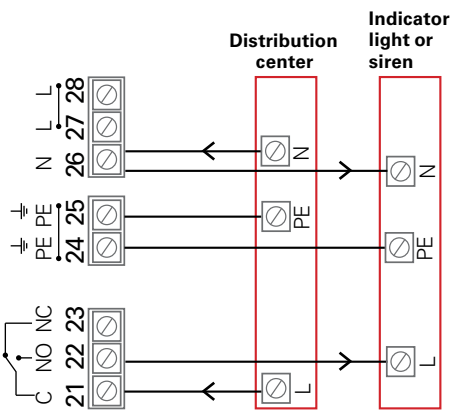 Distribution
center
Indicator
light or
siren
L 28
L 27
N 26
N
N
PE 25
PE
PE 24
PE
NC 23
NO 22
L
C 21
L